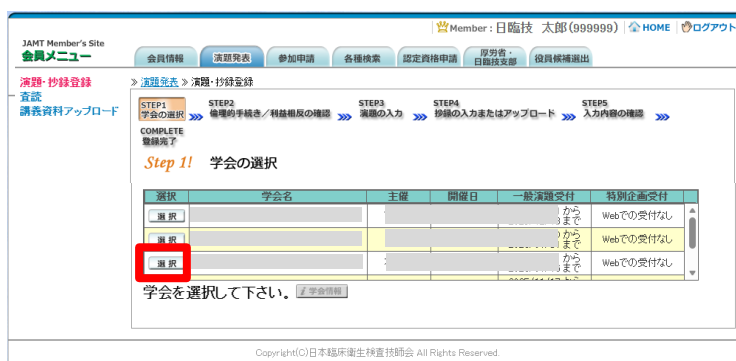 Member : 日臨技 太郎(999999) HOME ログアウト
JAMT Member's Site
会員メニュー
会員情報 演題発表 参加申請 各種検索 認定資格申請 厚労省・日臨技支部 役員候補選出
演題・抄録登録
査読
講義資料アップロード
» 演題発表 » 演題・抄録登録
STEP1 STEP2 STEP3 STEP4 STEP5
学会の選択 >>> 倫理的手続き/利益相反の確認 >>> 演題の入力 >>> 抄録の入力またはアップロード >>> 入力内容の確認 >>>
COMPLETE
登録完了
Step 1! 学会の選択
選択 学会名 主催 開催日 一般演題受付 特別企画受付
選択 から まで Webでの受付なし
選択 から まで Webでの受付なし
選択 から まで Webでの受付なし
学会を選択して下さい。 i 学会情報
Copyright(C)日本臨床衛生検査技師会 All Rights Reserved.